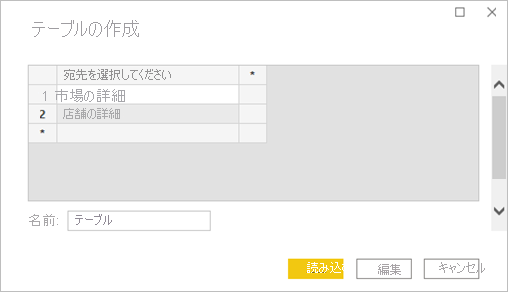 テーブルの作成
宛先を選択してください *
1 市場の詳細
2 店舗の詳細
*
名前: テーブル
読み込む 編集 キャンセル